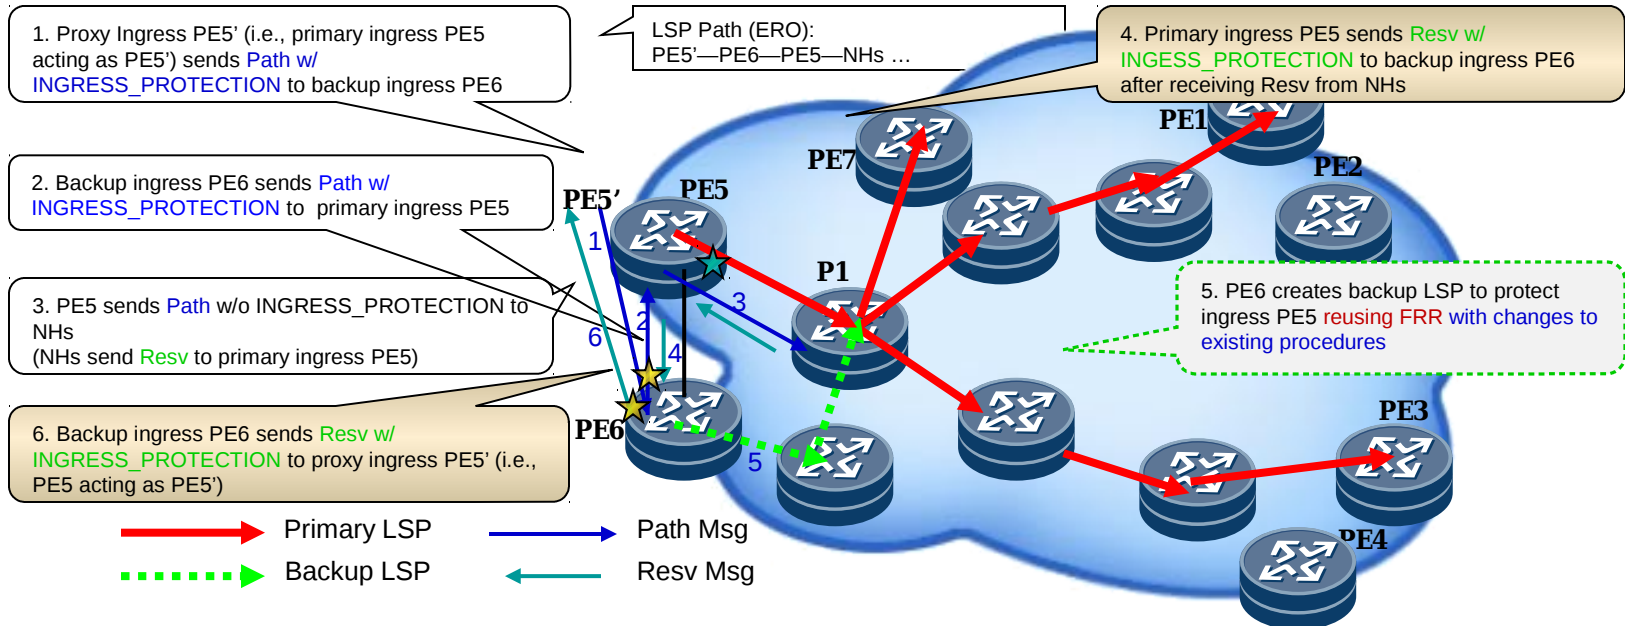 1. Proxy Ingress PE5’ (i.e., primary ingress PE5
acting as PE5’) sends Path w/
INGRESS_PROTECTION to backup ingress PE6
LSP Path (ERO):
PE5’—PE6—PE5—NHs …
4. Primary ingress PE5 sends Resv w/
INGESS_PROTECTION to backup ingress PE6
after receiving Resv from NHs
2. Backup ingress PE6 sends Path w/
INGRESS_PROTECTION to primary ingress PE5
3. PE5 sends Path w/o INGRESS_PROTECTION to
NHs
(NHs send Resv to primary ingress PE5)
6. Backup ingress PE6 sends Resv w/
INGRESS_PROTECTION to proxy ingress PE5’ (i.e.,
PE5 acting as PE5’)
5. PE6 creates backup LSP to protect
ingress PE5 reusing FRR with changes to
existing procedures
PE1
PE7
PE2
PE5’
PE5
1
P1
3
2
6
4
PE3
PE6
5
PE4
Primary LSP
Path Msg
Backup LSP
Resv Msg